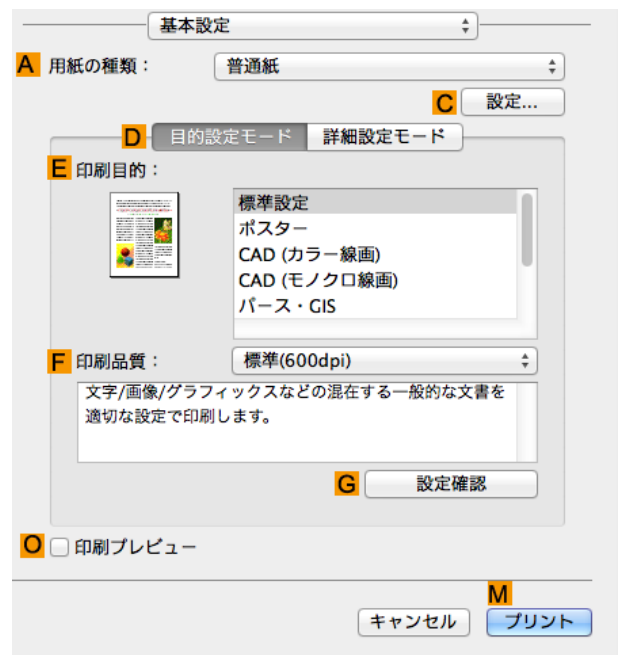 基本設定
A 用紙の種類： 普通紙
C 設定...
D 目的設定モード 詳細設定モード
E 印刷目的：
標準設定
ポスター
CAD (カラー線画)
CAD (モノクロ線画)
パース・GIS
F 印刷品質： 標準(600dpi)
文字/画像/グラフィックスなどの混在する一般的な文書を
適切な設定で印刷します。
G 設定確認
O 印刷プレビュー
M
キャンセル プリント